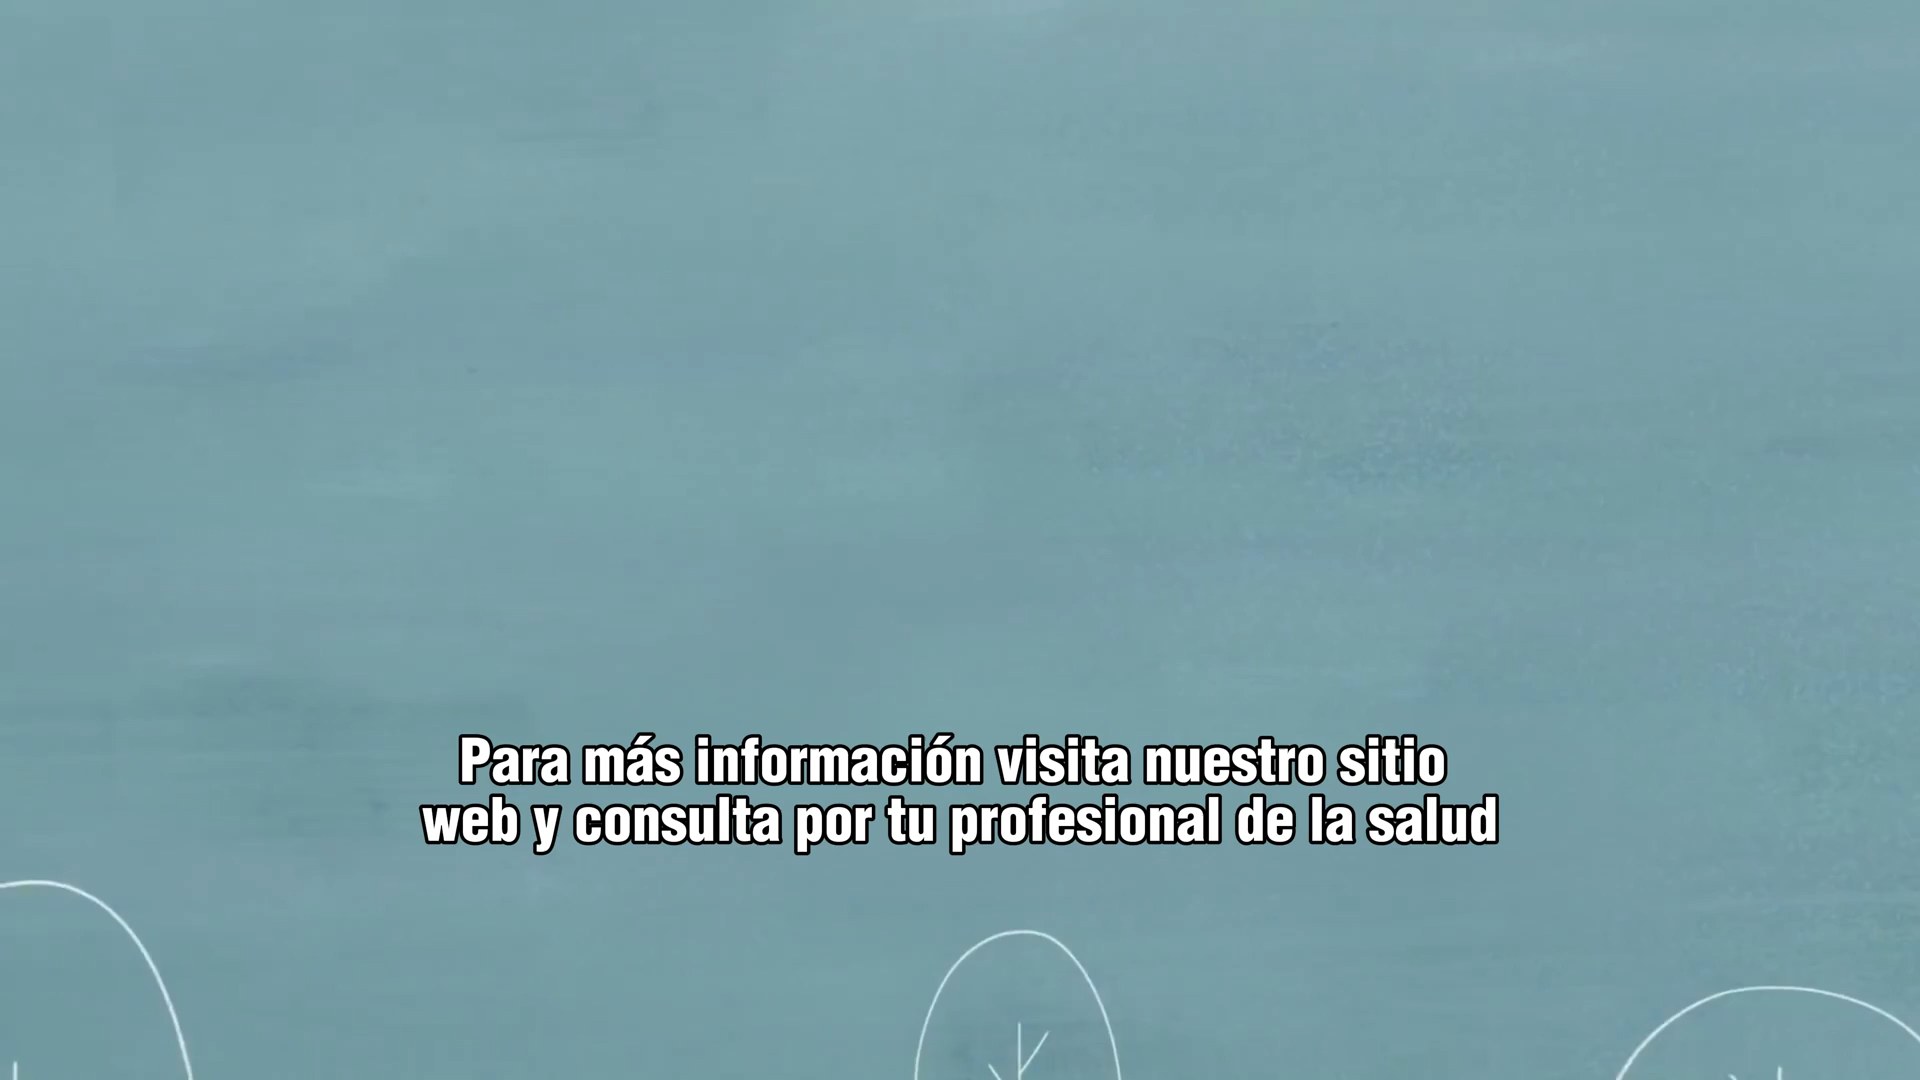 Para más información visita nuestro sitio
web y consulta por tu profesional de la salud